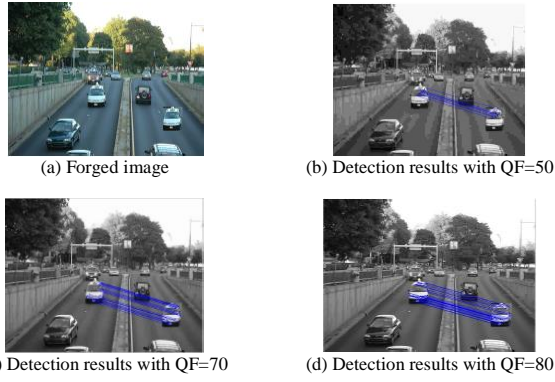 (a) Forged image
(b) Detection results with QF=50
) Detection results with QF=70
(d) Detection results with QF=80